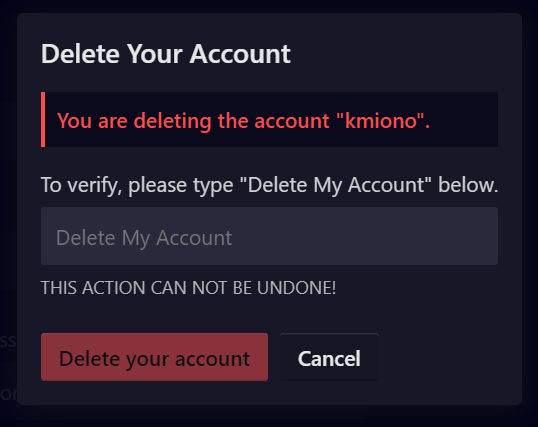 Delete Your Account
You are deleting the account "kmiono".
To verify, please type "Delete My Account" below.
Delete My Account
THIS ACTION CAN NOT BE UNDONE!
Delete your account
Cancel